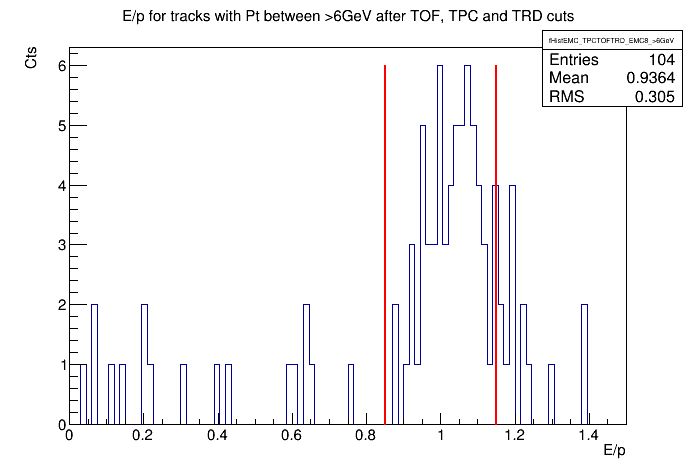 E/p for tracks with Pt between >6GeV after TOF, TPC and TRD cuts
fHistEMC_TPCTOFTRD_EMC8_>6GeV
Entries 104
Mean 0.9364
RMS 0.305
Cts
6
5
4
3
2
1
0
0 0.2 0.4 0.6 0.8 1 1.2 1.4
E/p